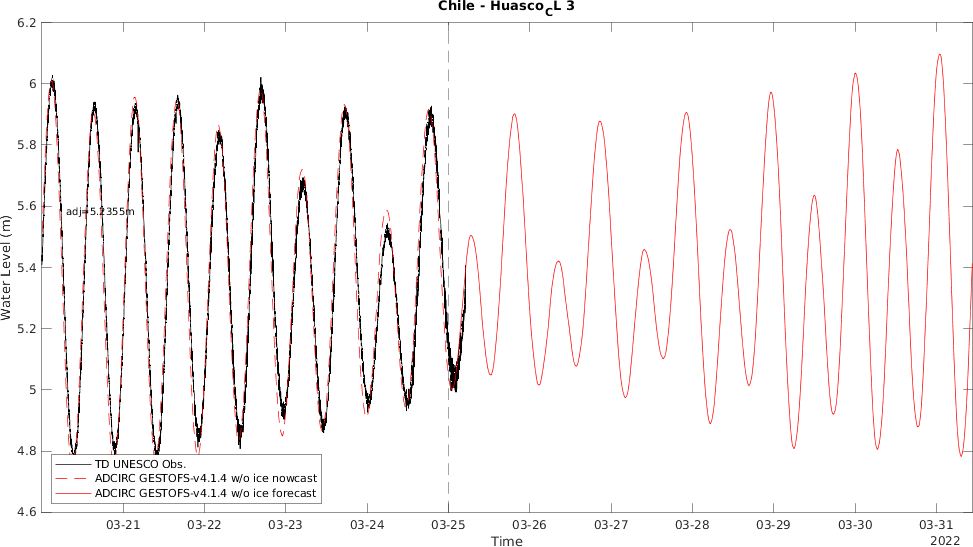 Chile - Huasco_CL 3
6.2
6
5.8
5.6
5.4
5.2
5
4.8
4.6
Water Level (m)
adj=5.2355m
TD UNESCO Obs.
ADCIRC GESTOFS-v4.1.4 w/o ice nowcast
ADCIRC GESTOFS-v4.1.4 w/o ice forecast
03-21 03-22 03-23 03-24 03-25 03-26 03-27 03-28 03-29 03-30 03-31
Time
2022